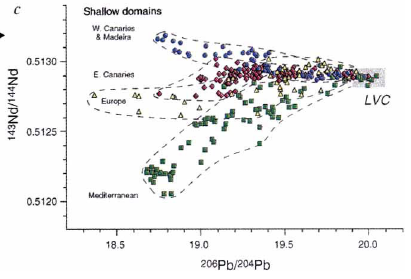 c
Shallow domains
W. Canaries
& Madeira
0.5130
E. Canaries
LVC
Europe
143Nd/144Nd
0.5125
Mediterranean
0.5120
18.5 19.0 19.5 20.0
206Pb/204Pb